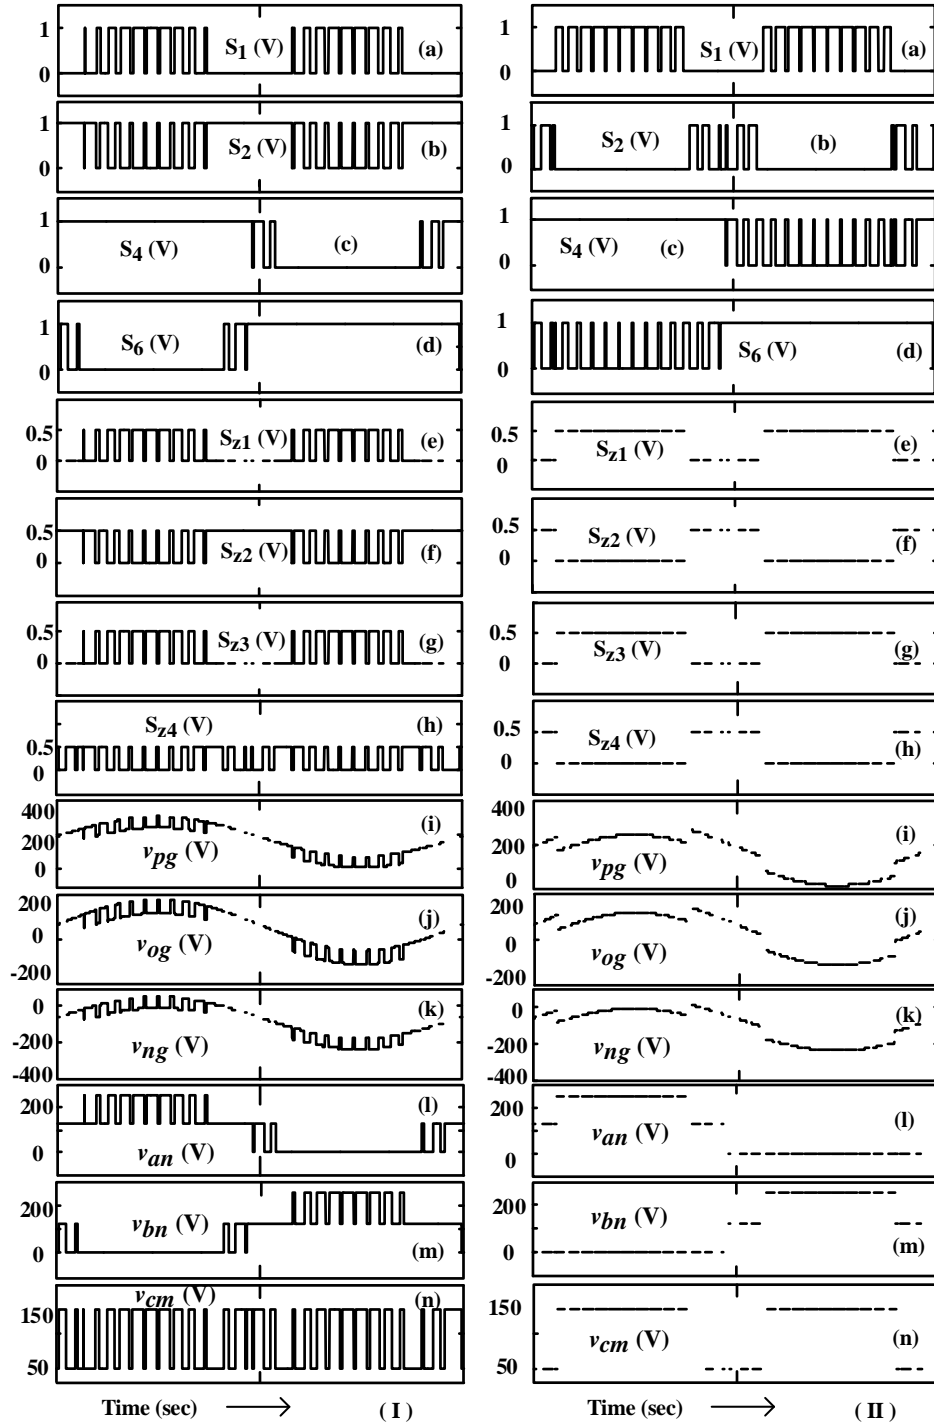 1
0
S1 (V)
(a)
1
0
S2 (V)
(b)
1
0
S4 (V)
(c)
1
0
S6 (V)
(d)
0.5
0
Sz1 (V)
(e)
0.5
0
Sz2 (V)
(f)
0.5
0
Sz3 (V)
(g)
0.5
0
Sz4 (V)
(h)
400
200
0
vpg (V)
(i)
200
0
-200
vog (V)
(j)
0
-200
-400
vng (V)
(k)
200
0
van (V)
(l)
200
0
vbn (V)
(m)
150
50
vcm (V)
(n)
Time (sec)
( I )
1
0
S1 (V)
(a)
1
0
S2 (V)
(b)
1
0
S4 (V)
(c)
1
0
S6 (V)
(d)
0.5
0
Sz1 (V)
(e)
0.5
0
Sz2 (V)
(f)
0.5
0
Sz3 (V)
(g)
0.5
0
Sz4 (V)
(h)
400
200
0
vpg (V)
(i)
200
0
-200
vog (V)
(j)
0
-200
-400
vng (V)
(k)
200
0
van (V)
(l)
200
0
vbn (V)
(m)
150
50
vcm (V)
(n)
Time (sec)
( II )